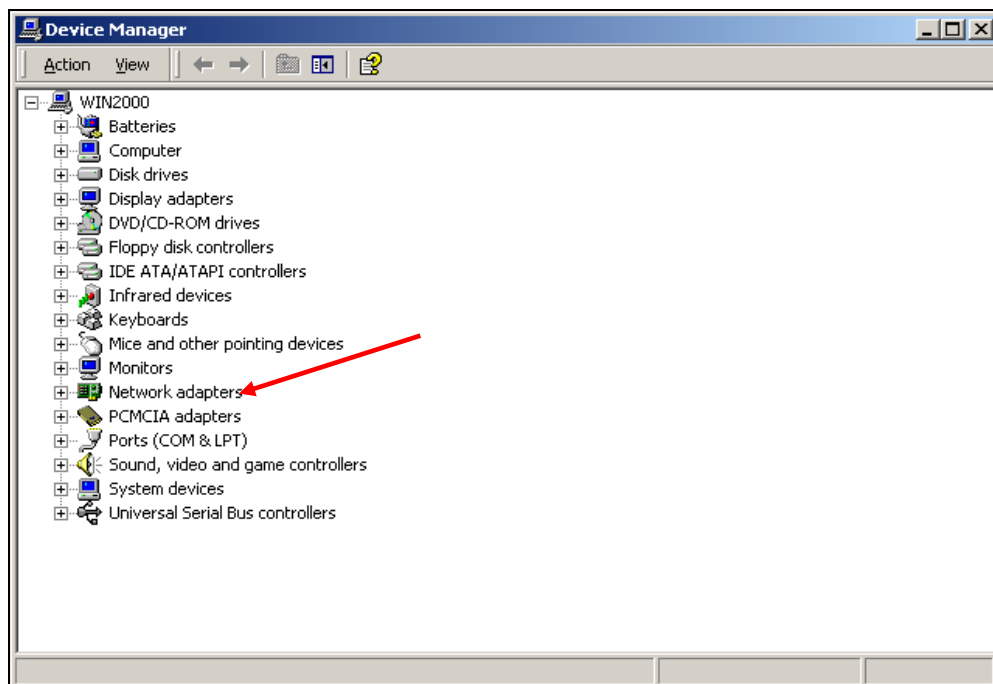 Device Manager
Action View
WIN2000
Batteries
Computer
Disk drives
Display adapters
DVD/CD-ROM drives
Floppy disk controllers
IDE ATA/ATAPI controllers
Infrared devices
Keyboards
Mice and other pointing devices
Monitors
Network adapters
PCMCIA adapters
Ports (COM & LPT)
Sound, video and game controllers
System devices
Universal Serial Bus controllers